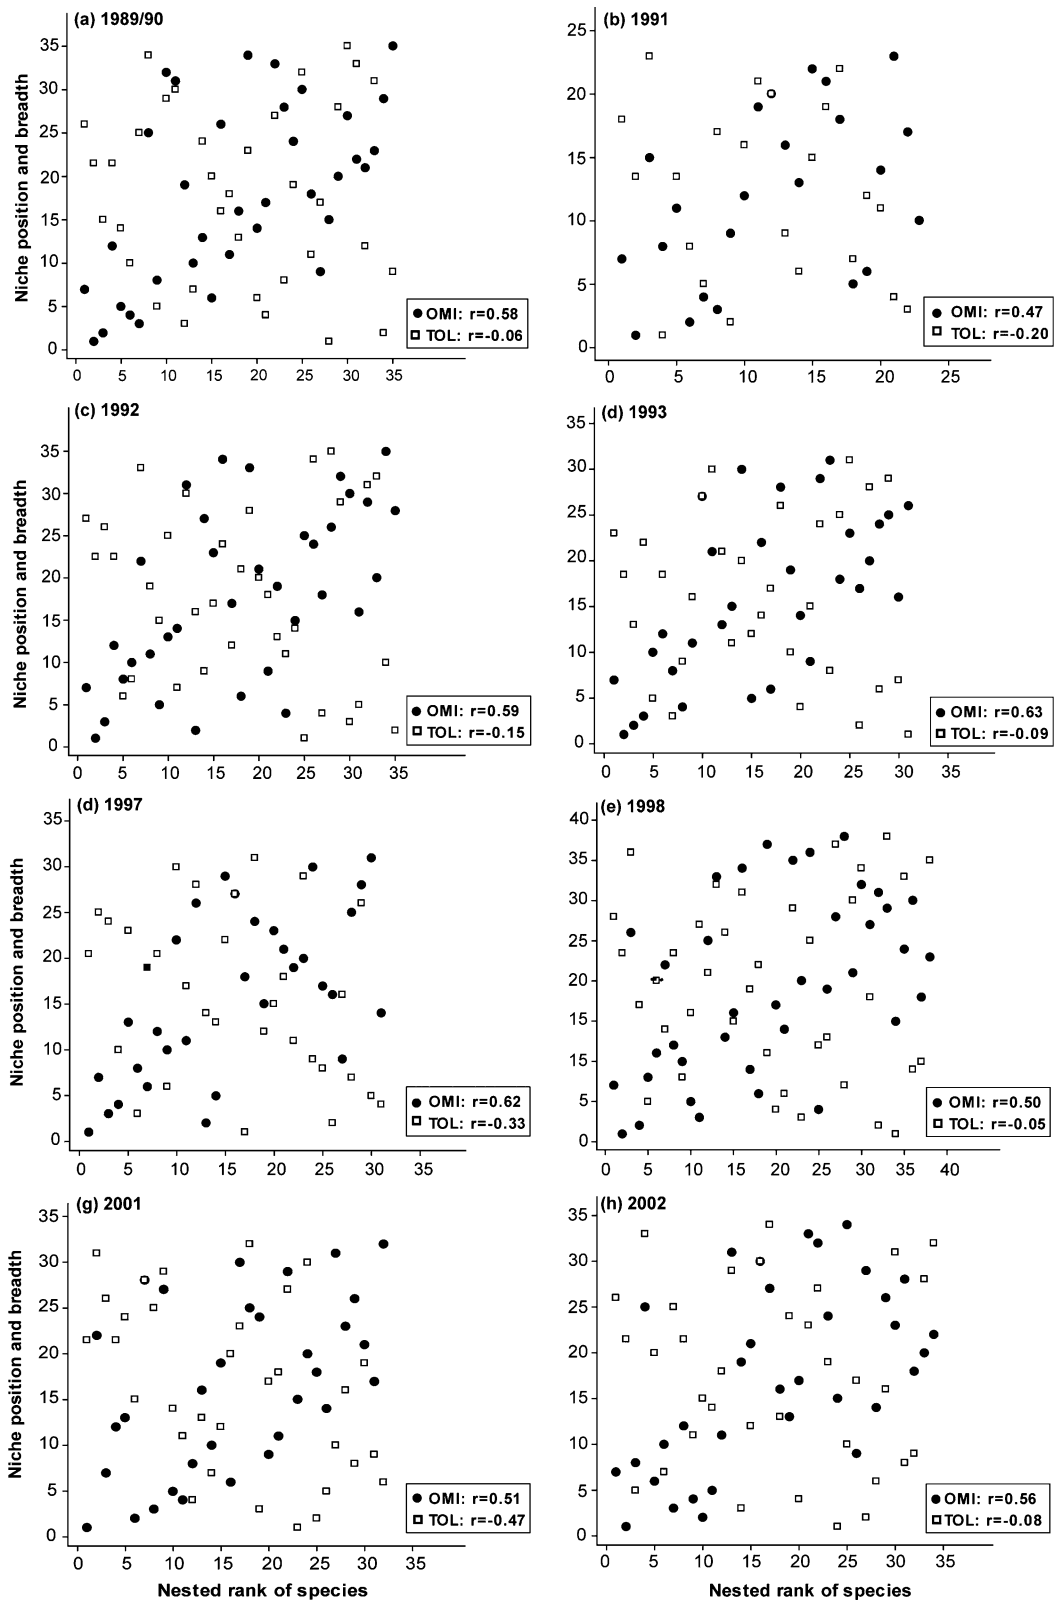 (a) 1989/90
Niche position and breadth
35
30
25
20
15
10
5
0
0 5 10 15 20 25 30 35
OMI: r=0.58
TOL: r=-0.06
(b) 1991
25
20
15
10
5
0
0 5 10 15 20 25
OMI: r=0.47
TOL: r=-0.20
(c) 1992
Niche position and breadth
35
30
25
20
15
10
5
0
0 5 10 15 20 25 30 35
OMI: r=0.59
TOL: r=-0.15
(d) 1993
35
30
25
20
15
10
5
0
0 5 10 15 20 25 30 35
OMI: r=0.63
TOL: r=-0.09
(d) 1997
Niche position and breadth
35
30
25
20
15
10
5
0
0 5 10 15 20 25 30 35
OMI: r=0.62
TOL: r=-0.33
(e) 1998
40
35
30
25
20
15
10
5
0
0 5 10 15 20 25 30 35 40
OMI: r=0.50
TOL: r=-0.05
(g) 2001
Niche position and breadth
35
30
25
20
15
10
5
0
0 5 10 15 20 25 30 35
OMI: r=0.51
TOL: r=-0.47
Nested rank of species
(h) 2002
35
30
25
20
15
10
5
0
0 5 10 15 20 25 30 35
OMI: r=0.56
TOL: r=-0.08
Nested rank of species